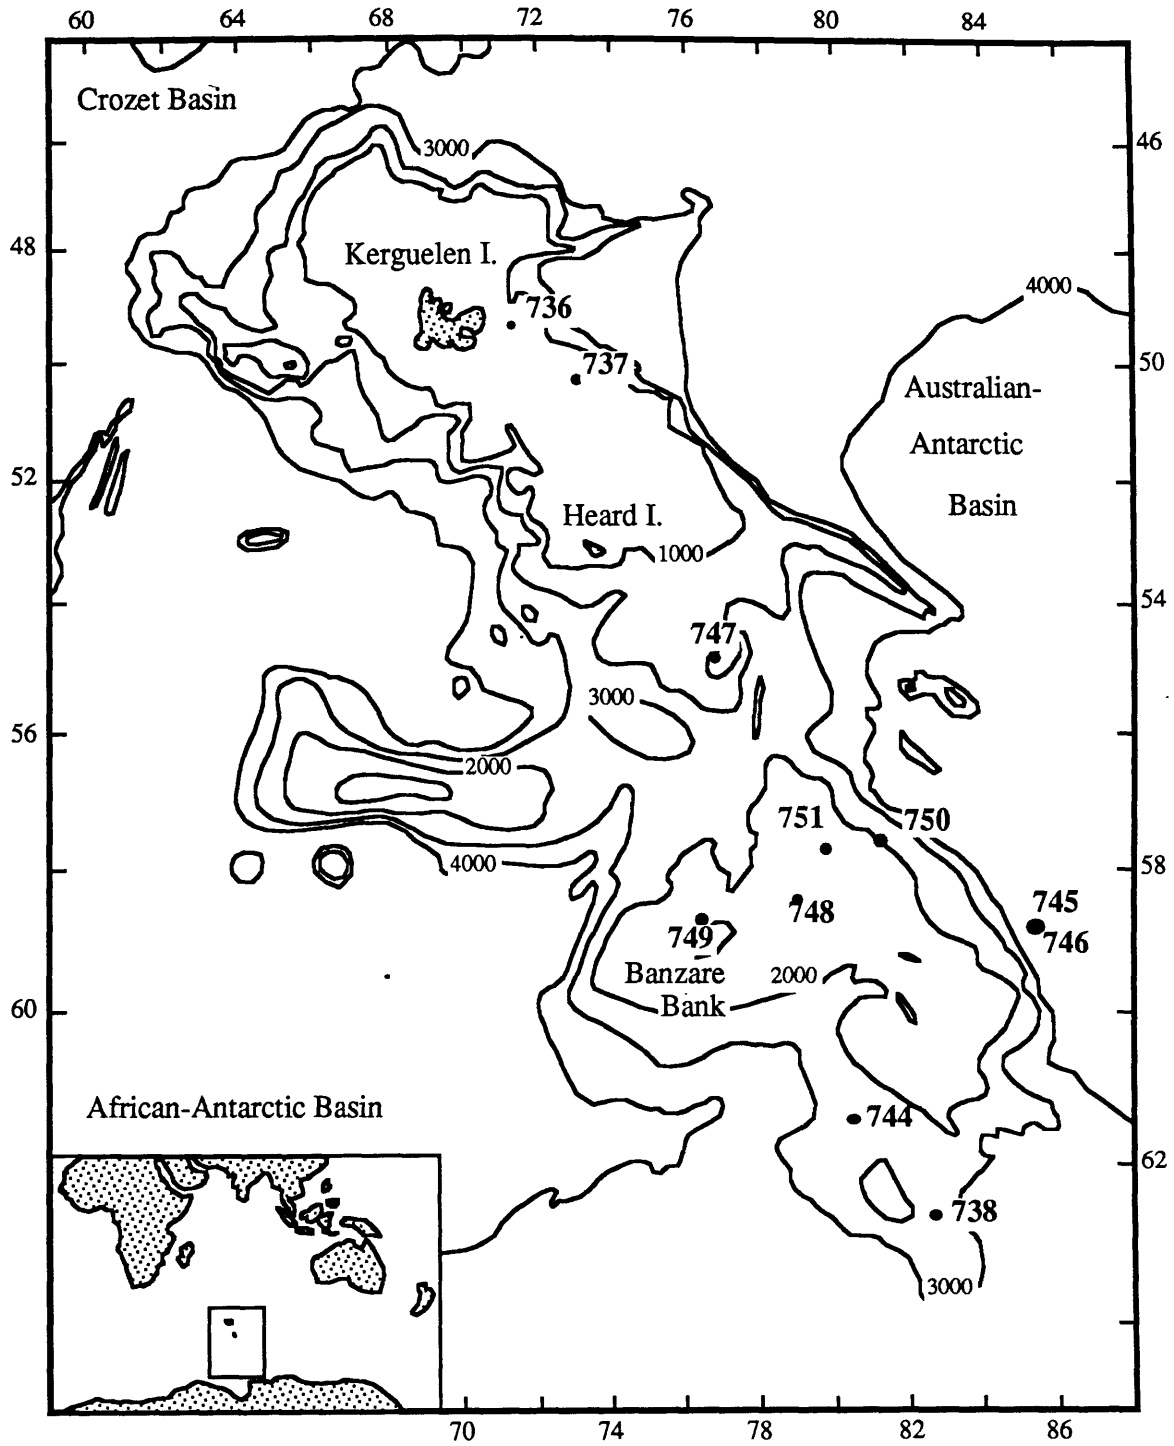 60 64 68 72 76 80 84
Crozet Basin
3000
46
48
Kerguelen I.
4000
736
737
50
Australian-
Antarctic
Basin
52
Heard I.
1000
54
747
3000
56
2000
751
750
4000
58
748
745
746
749
Banzare
Bank
2000
60
African-Antarctic Basin
744
62
738
3000
70 74 78 82 86